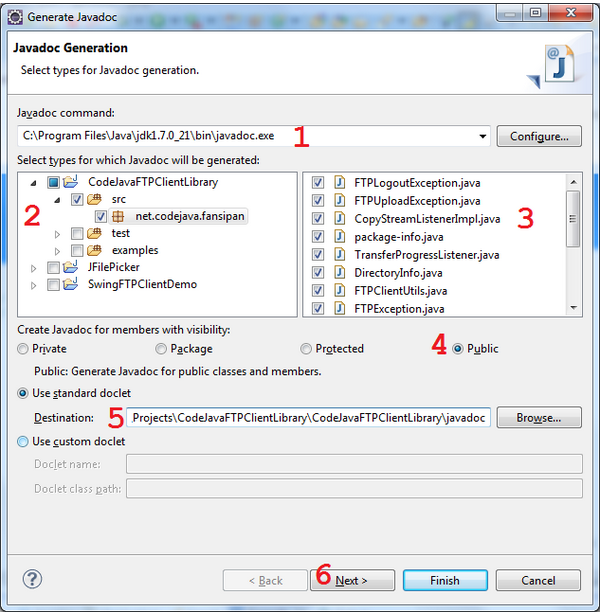 Generate Javadoc
Javadoc Generation
Select types for Javadoc generation.
@
J
Javadoc command:
C:\Program Files\Java\jdk1.7.0_21\bin\javadoc.exe
1
Configure...
Select types for which Javadoc will be generated:
CodeJavaFTPClientLibrary
src
2
net.codejava.fansipan
test
examples
JFilePicker
SwingFTPClientDemo
FTPLogoutException.java
FTPUploadException.java
CopyStreamListenerImpl.java
3
package-info.java
TransferProgressListener.java
DirectoryInfo.java
FTPClientUtils.java
FTPException.java
Create Javadoc for members with visibility:
Private Package Protected 4 Public
Public: Generate Javadoc for public classes and members.
Use standard doclet
Destination: 5 Projects\CodeJavaFTPClientLibrary\CodeJavaFTPClientLibrary\javadoc Browse...
Use custom doclet
Doclet name:
Doclet class path:
? < Back 6 Next > Finish Cancel